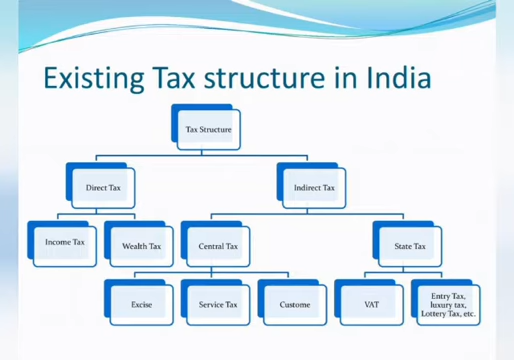 Existing Tax structure in India
Tax Structure
Direct Tax
Indirect Tax
Income Tax
Wealth Tax
Central Tax
State Tax
Excise
Service Tax
Custome
VAT
Entry Tax,
luxury tax,
Lottery Tax, etc.